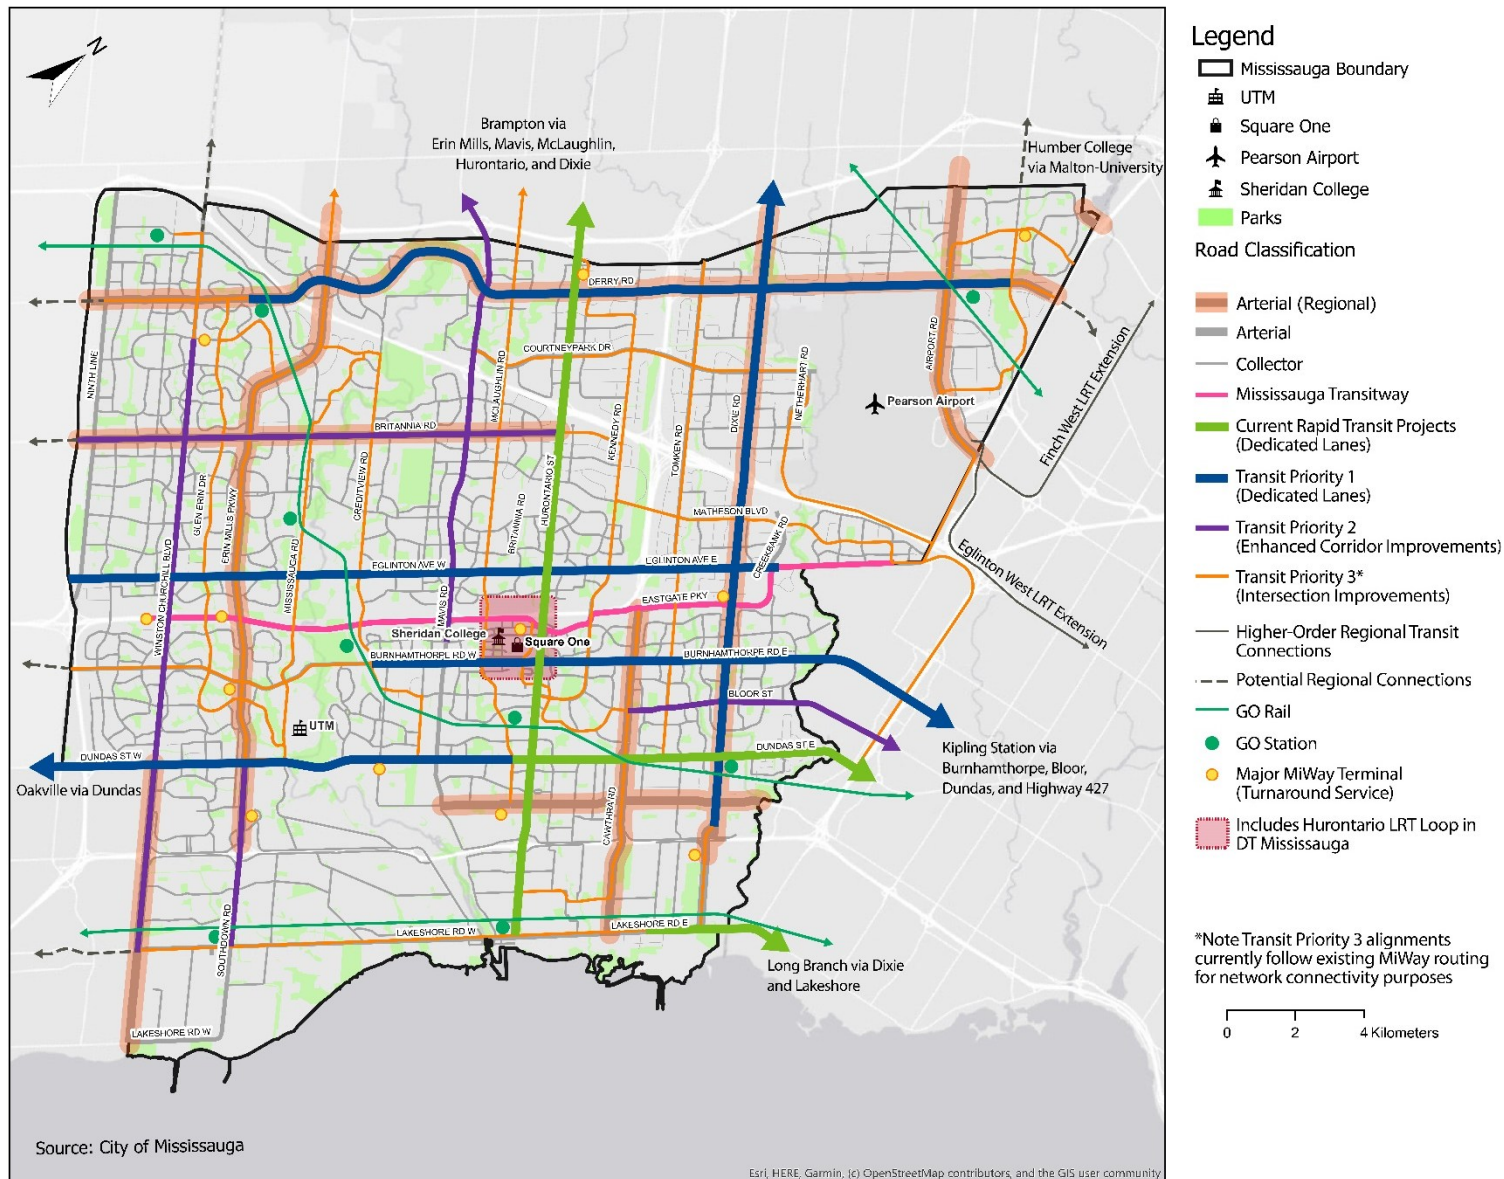 N
Brampton via
Erin Mills, Mavis, McLaughlin,
Hurontario, and Dixie
Humber College
via Malton-University
DERRY RD
NINTH LINE
COURTNEYPARK DR
MCLAUGHLIN RD
AIRPORT RD
NETHERHART RD
DIXIE RD
Pearson Airport
Finch West LRT Extension
BRITANNIA RD
KENNEDY RD
TOMKEN RD
HURONTARIO ST
CREDITVIEW RD
GLEN ERIN DR
ERIN MILLS PKWY
MATHESON BLVD
BRITANNIA RD
CREEKBANK RD
WINSTON CHURCHILL BLVD
MISSISSAUGA RD
EGLINTON AVE W
EGLINTON AVE E
Eglinton West LRT Extension
MAVIS RD
EASTGATE PKY
Sheridan College
Square One
BURNHAMTHORPE RD W
BURNHAMTHORPE RD E
BLOOR ST
UTM
DUNDAS ST W
DUNDAS ST E
Oakville via Dundas
Kipling Station via
Burnhamthorpe, Bloor,
Dundas, and Highway 427
CAWTHRA RD
SOUTHDOWN RD
LAKESHORE RD W
LAKESHORE RD E
Long Branch via Dixie
and Lakeshore
LAKESHORE RD W
Source: City of Mississauga
Esri, HERE, Garmin, (c) OpenStreetMap contributors, and the GIS user community
Legend
Mississauga Boundary
UTM
Square One
Pearson Airport
Sheridan College
Parks
Road Classification
Arterial (Regional)
Arterial
Collector
Mississauga Transitway
Current Rapid Transit Projects
(Dedicated Lanes)
Transit Priority 1
(Dedicated Lanes)
Transit Priority 2
(Enhanced Corridor Improvements)
Transit Priority 3*
(Intersection Improvements)
Higher-Order Regional Transit
Connections
Potential Regional Connections
GO Rail
GO Station
Major MiWay Terminal
(Turnaround Service)
Includes Hurontario LRT Loop in
DT Mississauga
*Note Transit Priority 3 alignments
currently follow existing MiWay routing
for network connectivity purposes
0 2 4 Kilometers